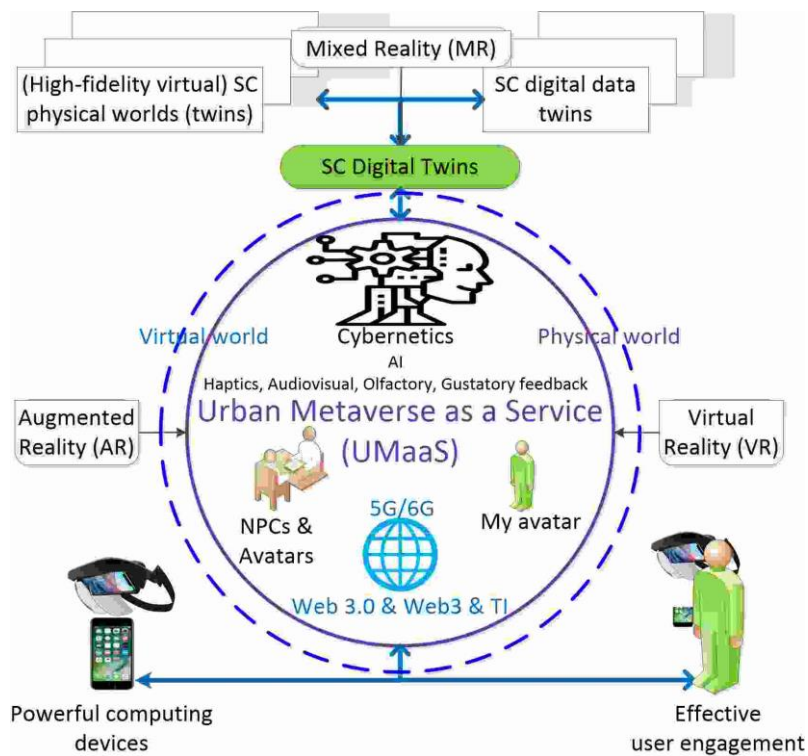 Mixed Reality (MR)
(High-fidelity virtual) SC
physical worlds (twins)
SC digital data
twins
SC Digital Twins
Virtual world
Physical world
Cybernetics
AI
Haptics, Audiovisual, Olfactory, Gustatory feedback
Urban Metaverse as a Service
(UMaaS)
Augmented
Reality (AR)
Virtual
Reality (VR)
NPCs &
Avatars
5G/6G
My avatar
Web 3.0 & Web3 & TI
Powerful computing
devices
Effective
user engagement